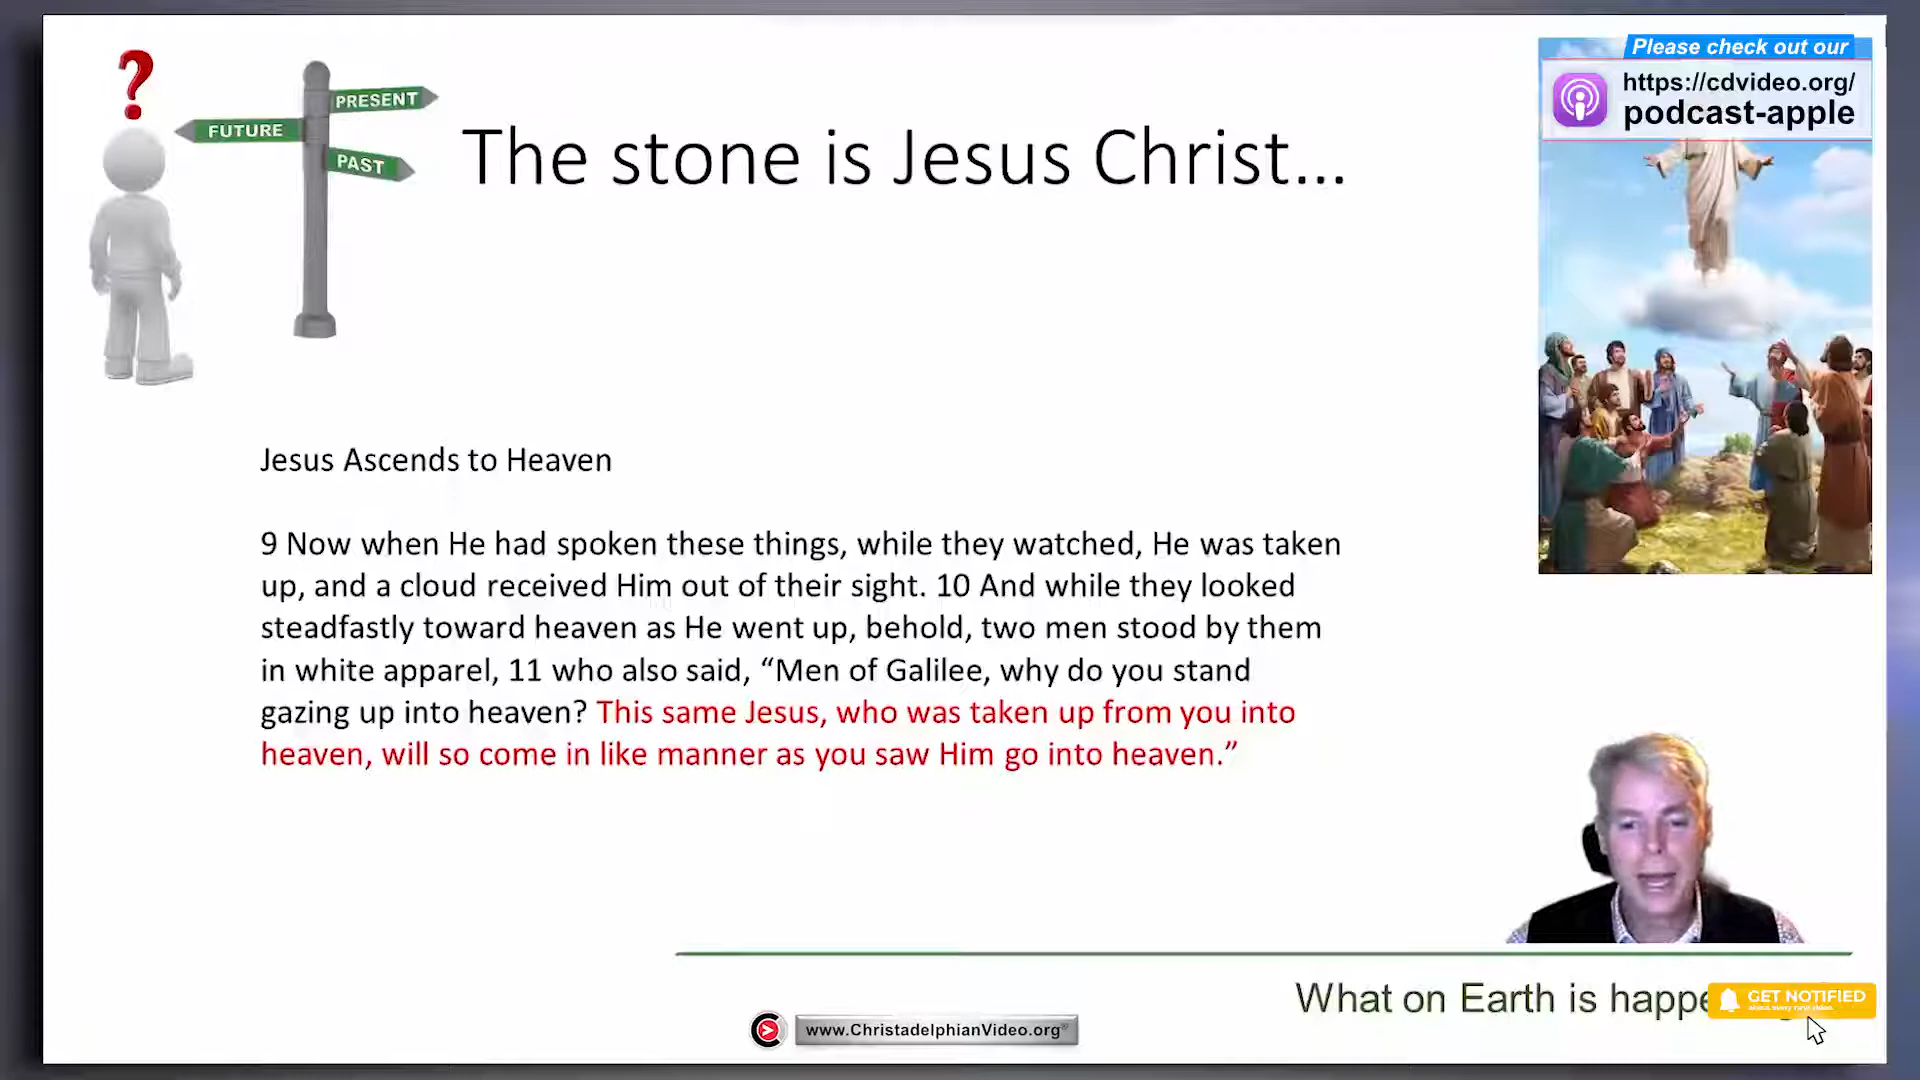 Please check out our
https://cdvideo.org/
podcast-apple
?
PRESENT
FUTURE
PAST
The stone is Jesus Christ...
Jesus Ascends to Heaven
9 Now when He had spoken these things, while they watched, He was taken
up, and a cloud received Him out of their sight. 10 And while they looked
steadfastly toward heaven as He went up, behold, two men stood by them
in white apparel, 11 who also said, “Men of Galilee, why do you stand
gazing up into heaven? This same Jesus, who was taken up from you into
heaven, will so come in like manner as you saw Him go into heaven.”
What on Earth is happe
GET NOTIFIED
www.ChristadelphianVideo.org®